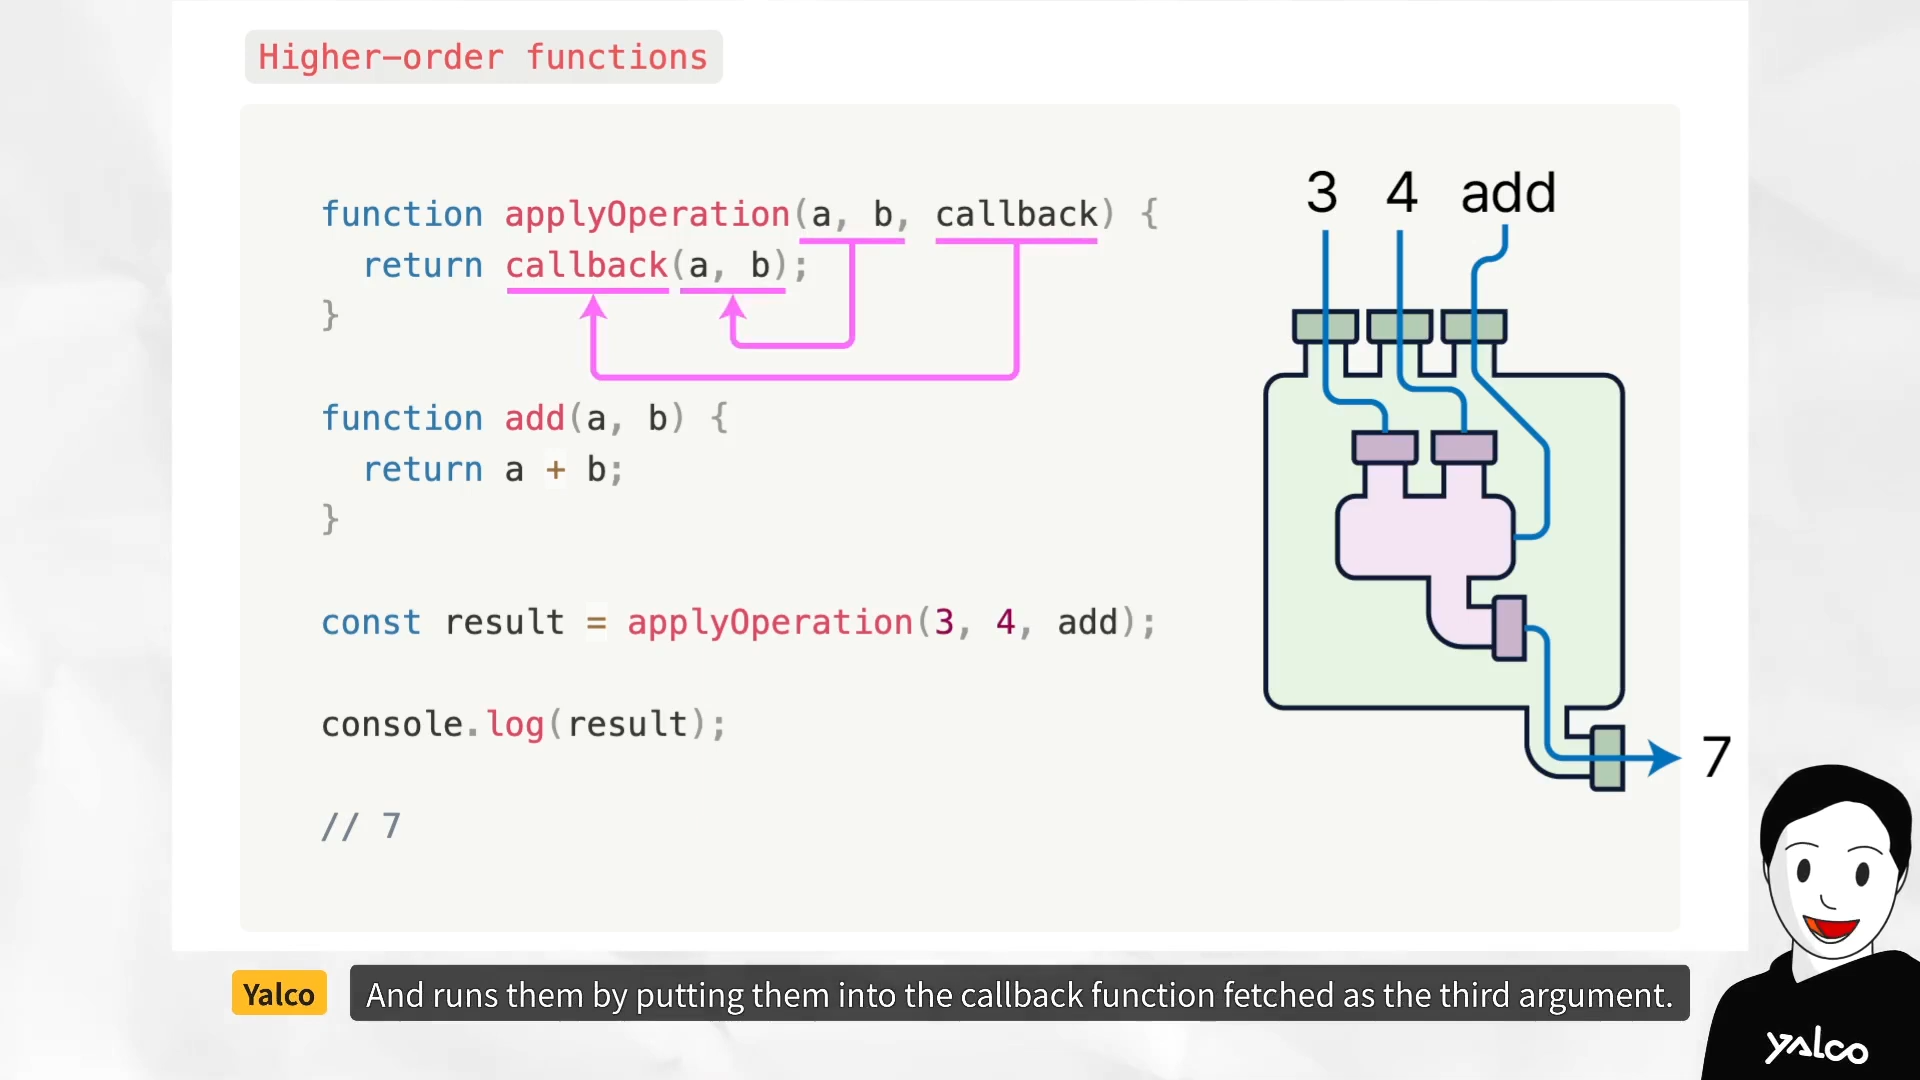 Higher-order functions
function applyOperation(a, b, callback) {
  return callback(a, b);
}
function add(a, b) {
  return a + b;
}
const result = applyOperation(3, 4, add);
console.log(result);
// 7
3 4 add
7
Yalco And runs them by putting them into the callback function fetched as the third argument.
yalco